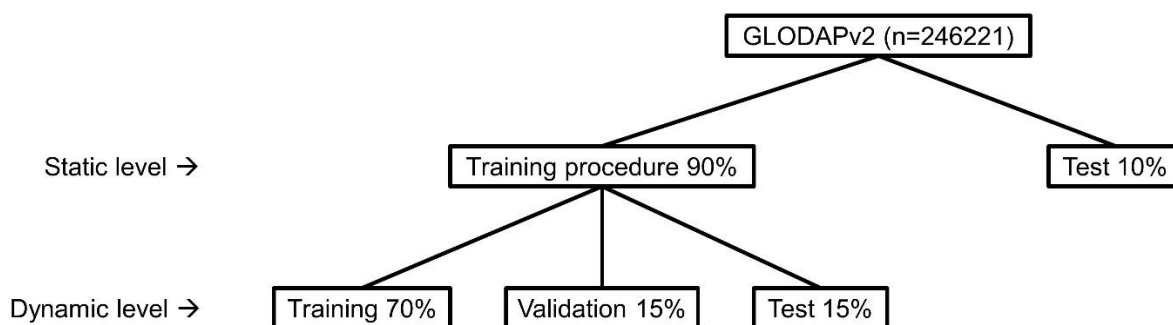 GLODAPv2 (n=246221)
Static level →
Training procedure 90%
Test 10%
Dynamic level →
Training 70%
Validation 15%
Test 15%